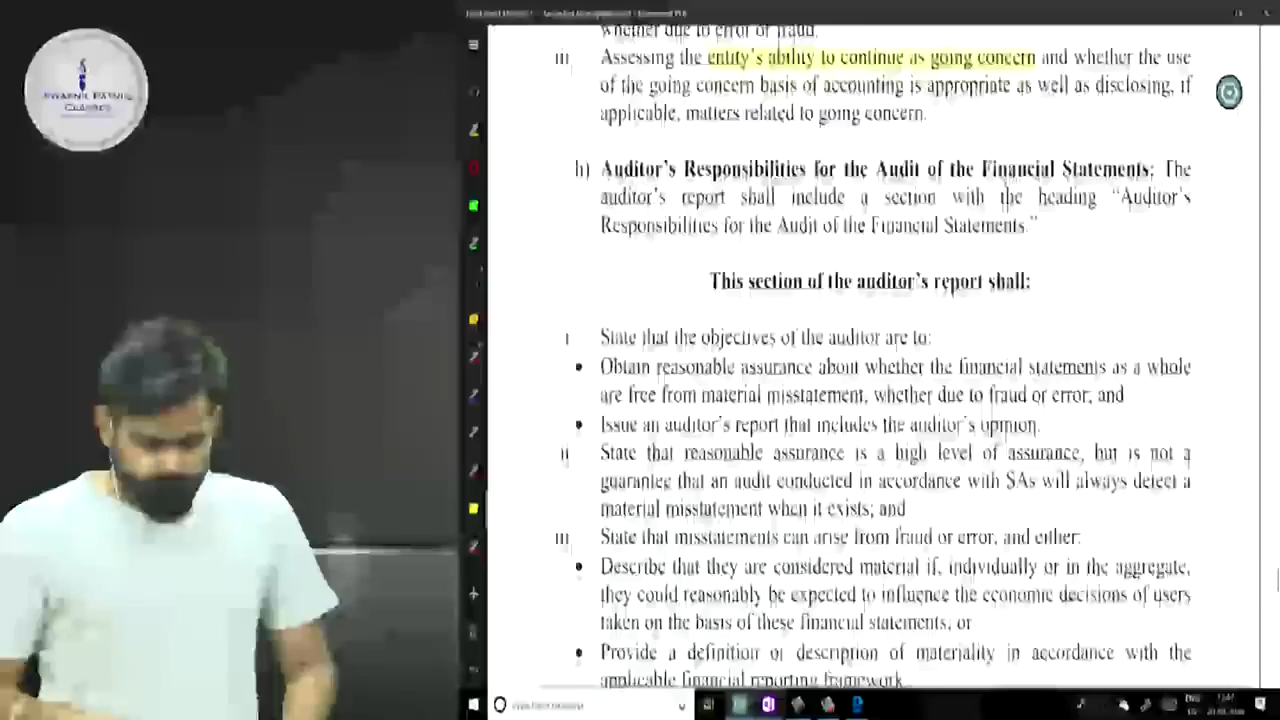 SWAPNIL PATNI'S
CLASSES
whether due to error or fraud.
iii Assessing the entity's ability to continue as going concern and whether the use
of the going concern basis of accounting is appropriate as well as disclosing, if
applicable, matters related to going concern.
h) Auditor's Responsibilities for the Audit of the Financial Statements: The
auditor's report shall include a section with the heading “Auditor's
Responsibilities for the Audit of the Financial Statements.”
This section of the auditor's report shall:
i State that the objectives of the auditor are to:
• Obtain reasonable assurance about whether the financial statements as a whole
are free from material misstatement, whether due to fraud or error; and
• Issue an auditor's report that includes the auditor's opinion.
ii State that reasonable assurance is a high level of assurance, but is not a
guarantee that an audit conducted in accordance with SAs will always detect a
material misstatement when it exists; and
iii State that misstatements can arise from fraud or error, and either:
• Describe that they are considered material if, individually or in the aggregate,
they could reasonably be expected to influence the economic decisions of users
taken on the basis of these financial statements; or
• Provide a definition or description of materiality in accordance with the
applicable financial reporting framework.
ENG